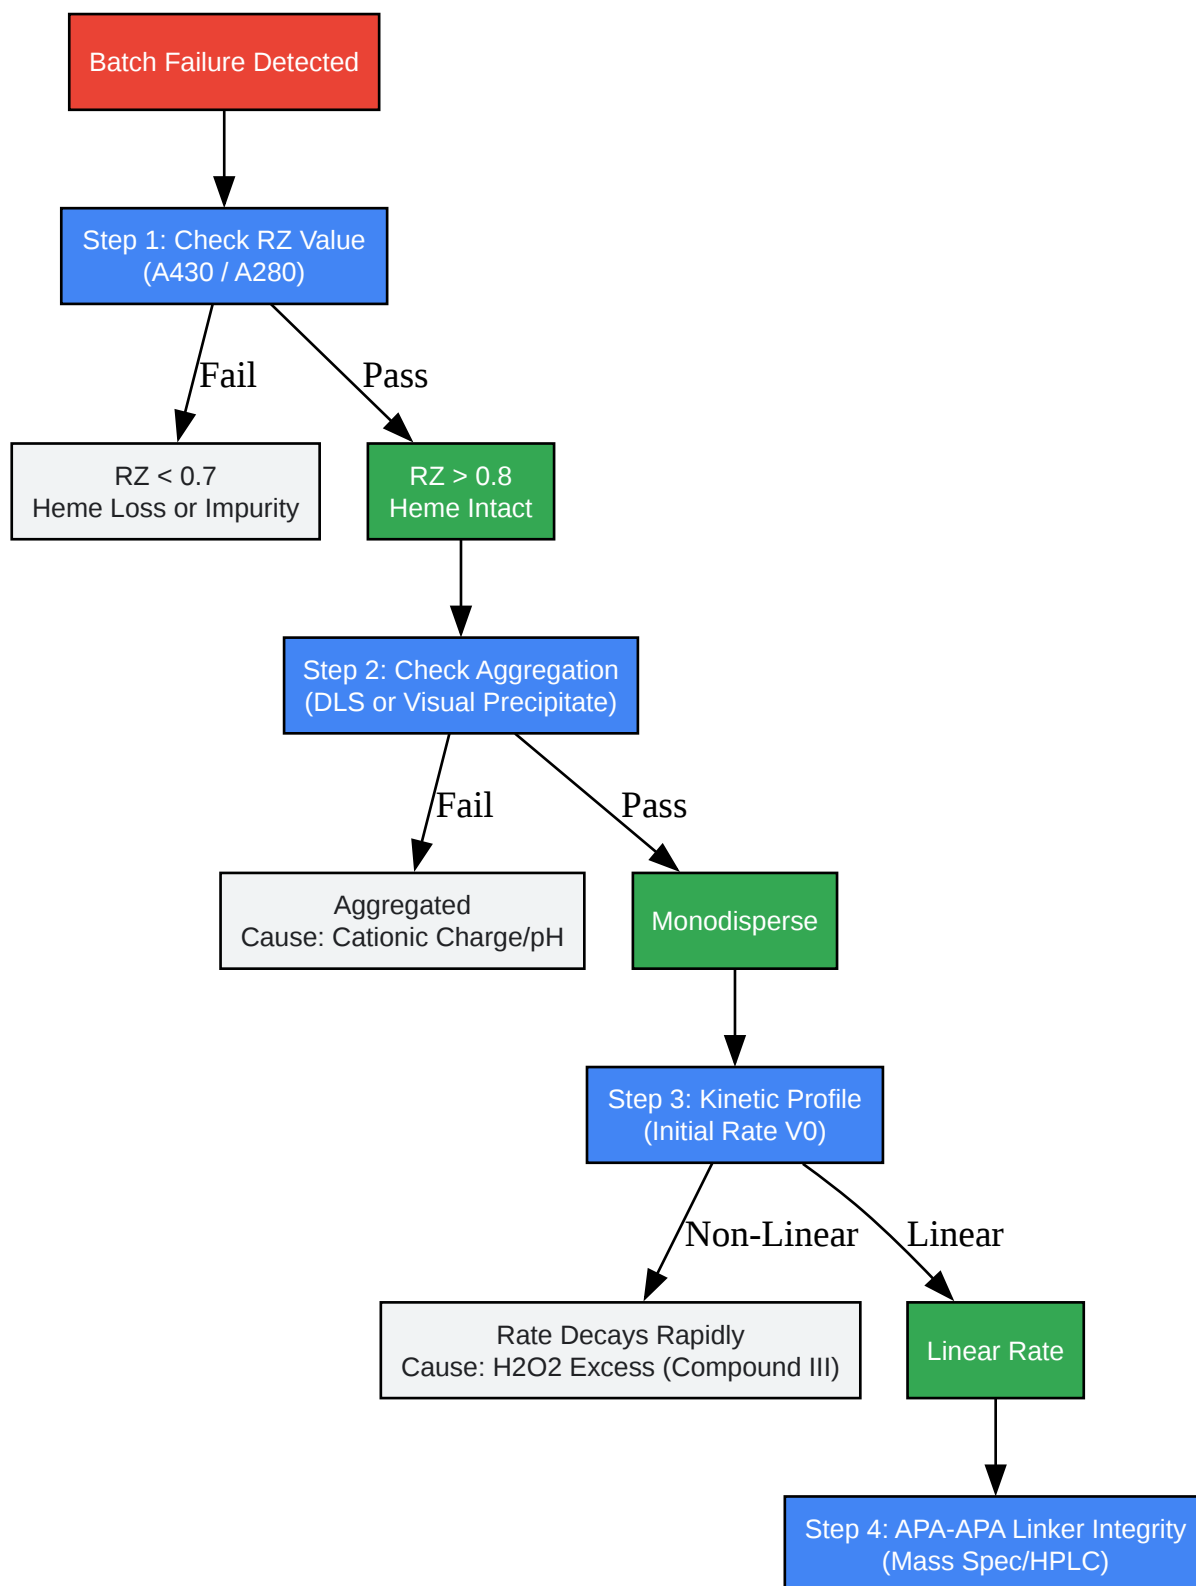 Batch Failure Detected
Step 1: Check RZ Value
(A430 / A280)
Fail
Pass
RZ < 0.7
Heme Loss or Impurity
RZ > 0.8
Heme Intact
Step 2: Check Aggregation
(DLS or Visual Precipitate)
Fail
Pass
Aggregated
Cause: Cationic Charge/pH
Monodisperse
Step 3: Kinetic Profile
(Initial Rate V0)
Non-Linear
Linear
Rate Decays Rapidly
Cause: H2O2 Excess (Compound III)
Linear Rate
Step 4: APA-APA Linker Integrity
(Mass Spec/HPLC)